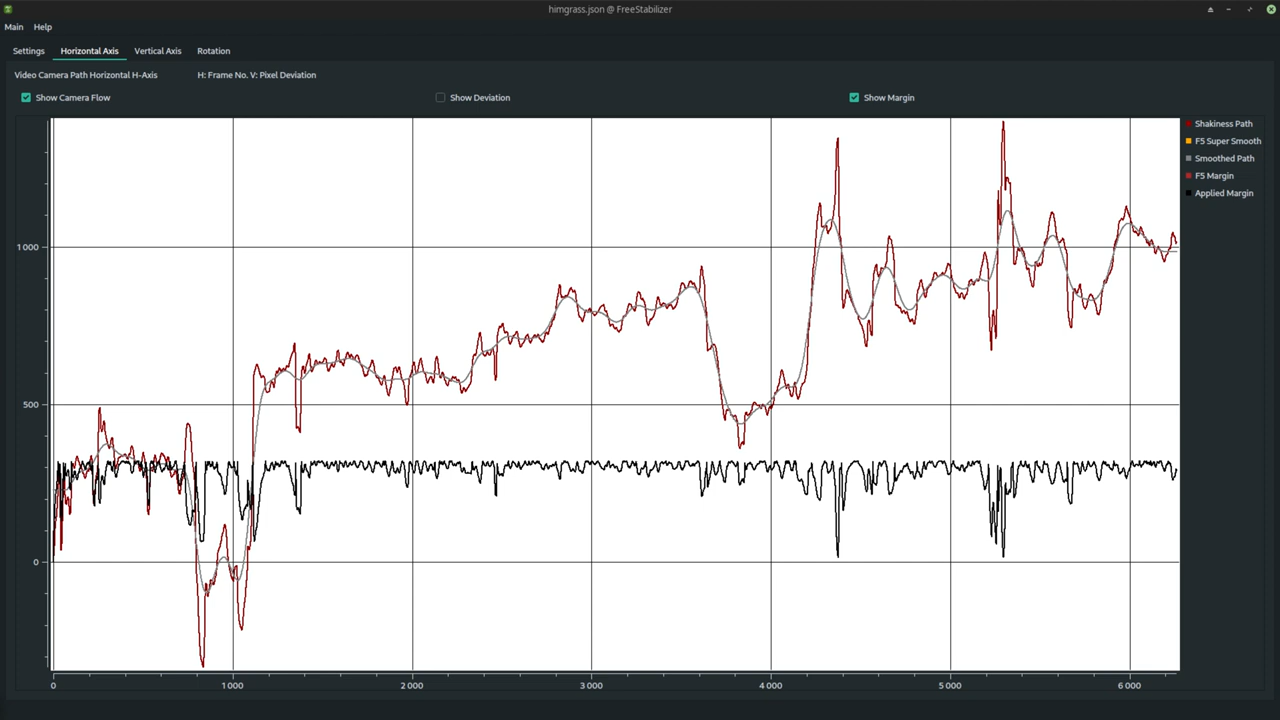 himgrass.json @ FreeStabilizer
Main Help
Settings Horizontal Axis Vertical Axis Rotation
Video Camera Path Horizontal H-Axis H: Frame No. V: Pixel Deviation
Show Camera Flow Show Deviation Show Margin
Shakiness Path
F5 Super Smooth
Smoothed Path
F5 Margin
Applied Margin
1 000
500
0
0 1 000 2 000 3 000 4 000 5 000 6 000